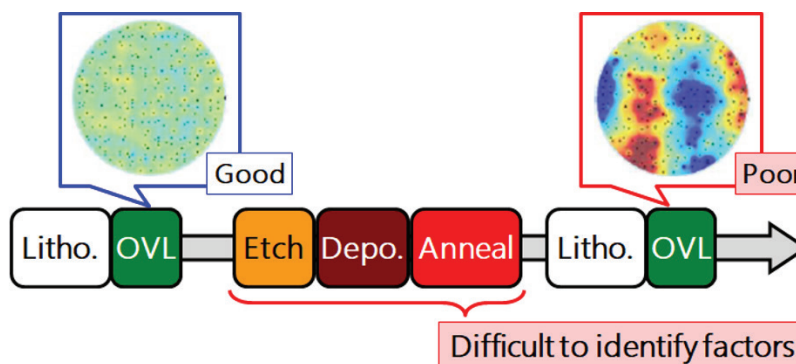 Good
Poor
Litho. OVL Etch Depo. Anneal Litho. OVL
Difficult to identify factors